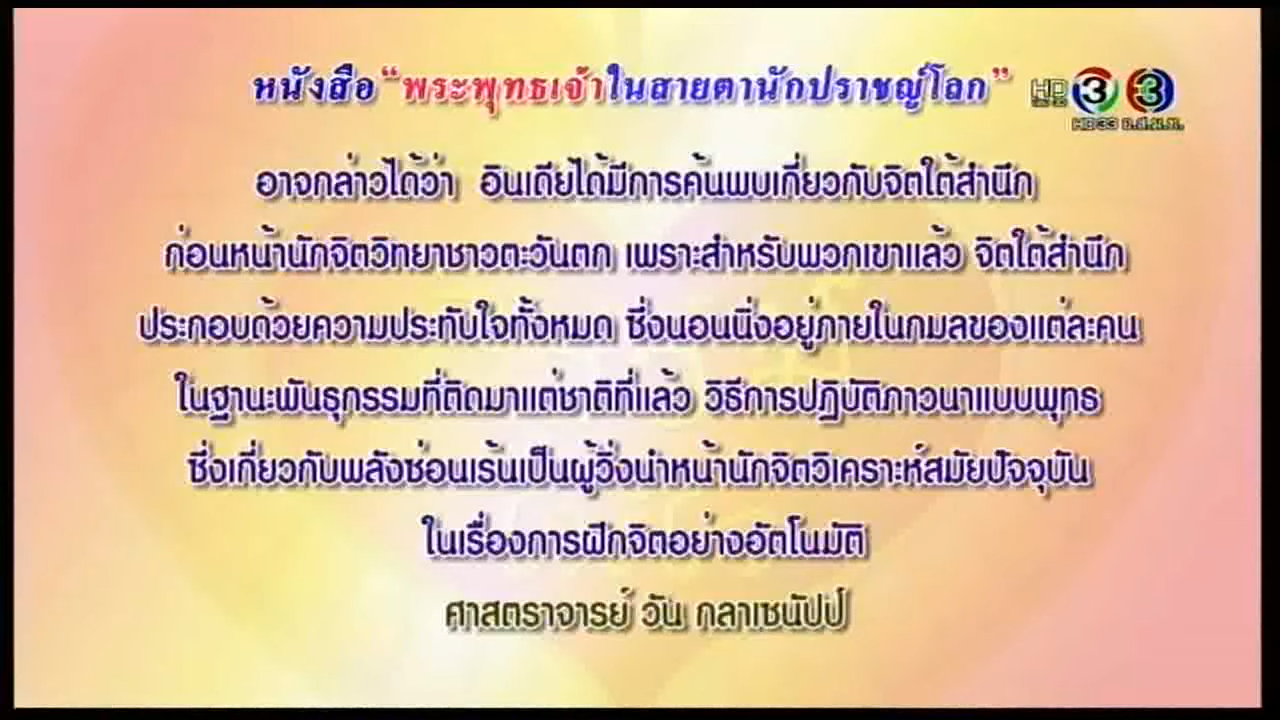 หนังสือ “พระพุทธเจ้าในสายตานักปราชญ์โลก”
HD 3 3
HD33 อ.ส.ม.ท.
อาจกล่าวได้ว่า อินเดียได้มีการค้นพบเกี่ยวกับจิตใต้สำนึก
ก่อนหน้านักจิตวิทยาชาวตะวันตก เพราะสำหรับพวกเขาแล้ว จิตใต้สำนึก
ประกอบด้วยความประทับใจทั้งหมด ซึ่งนอนนิ่งอยู่ภายในกมลของแต่ละคน
ในฐานะพันธุกรรมที่ติดมาแต่ชาติที่แล้ว วิธีการปฏิบัติภาวนาแบบพุทธ
ซึ่งเกี่ยวกับพลังซ่อนเร้นเป็นผู้วิ่งนำหน้านักจิตวิเคราะห์สมัยปัจจุบัน
ในเรื่องการฝึกจิตอย่างอัตโนมัติ
ศาสตราจารย์ วัน กลาเซนัปป์